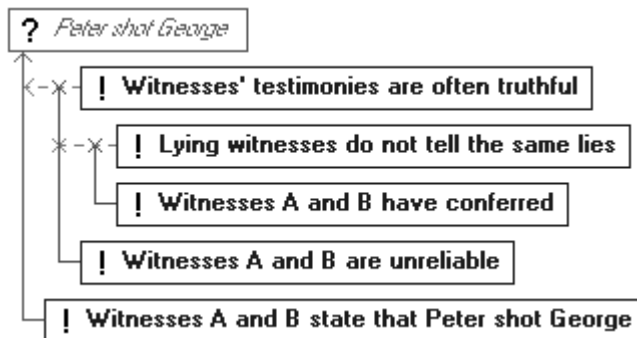 ? Peter shot George
! Witnesses' testimonies are often truthful
! Lying witnesses do not tell the same lies
! Witnesses A and B have conferred
! Witnesses A and B are unreliable
! Witnesses A and B state that Peter shot George